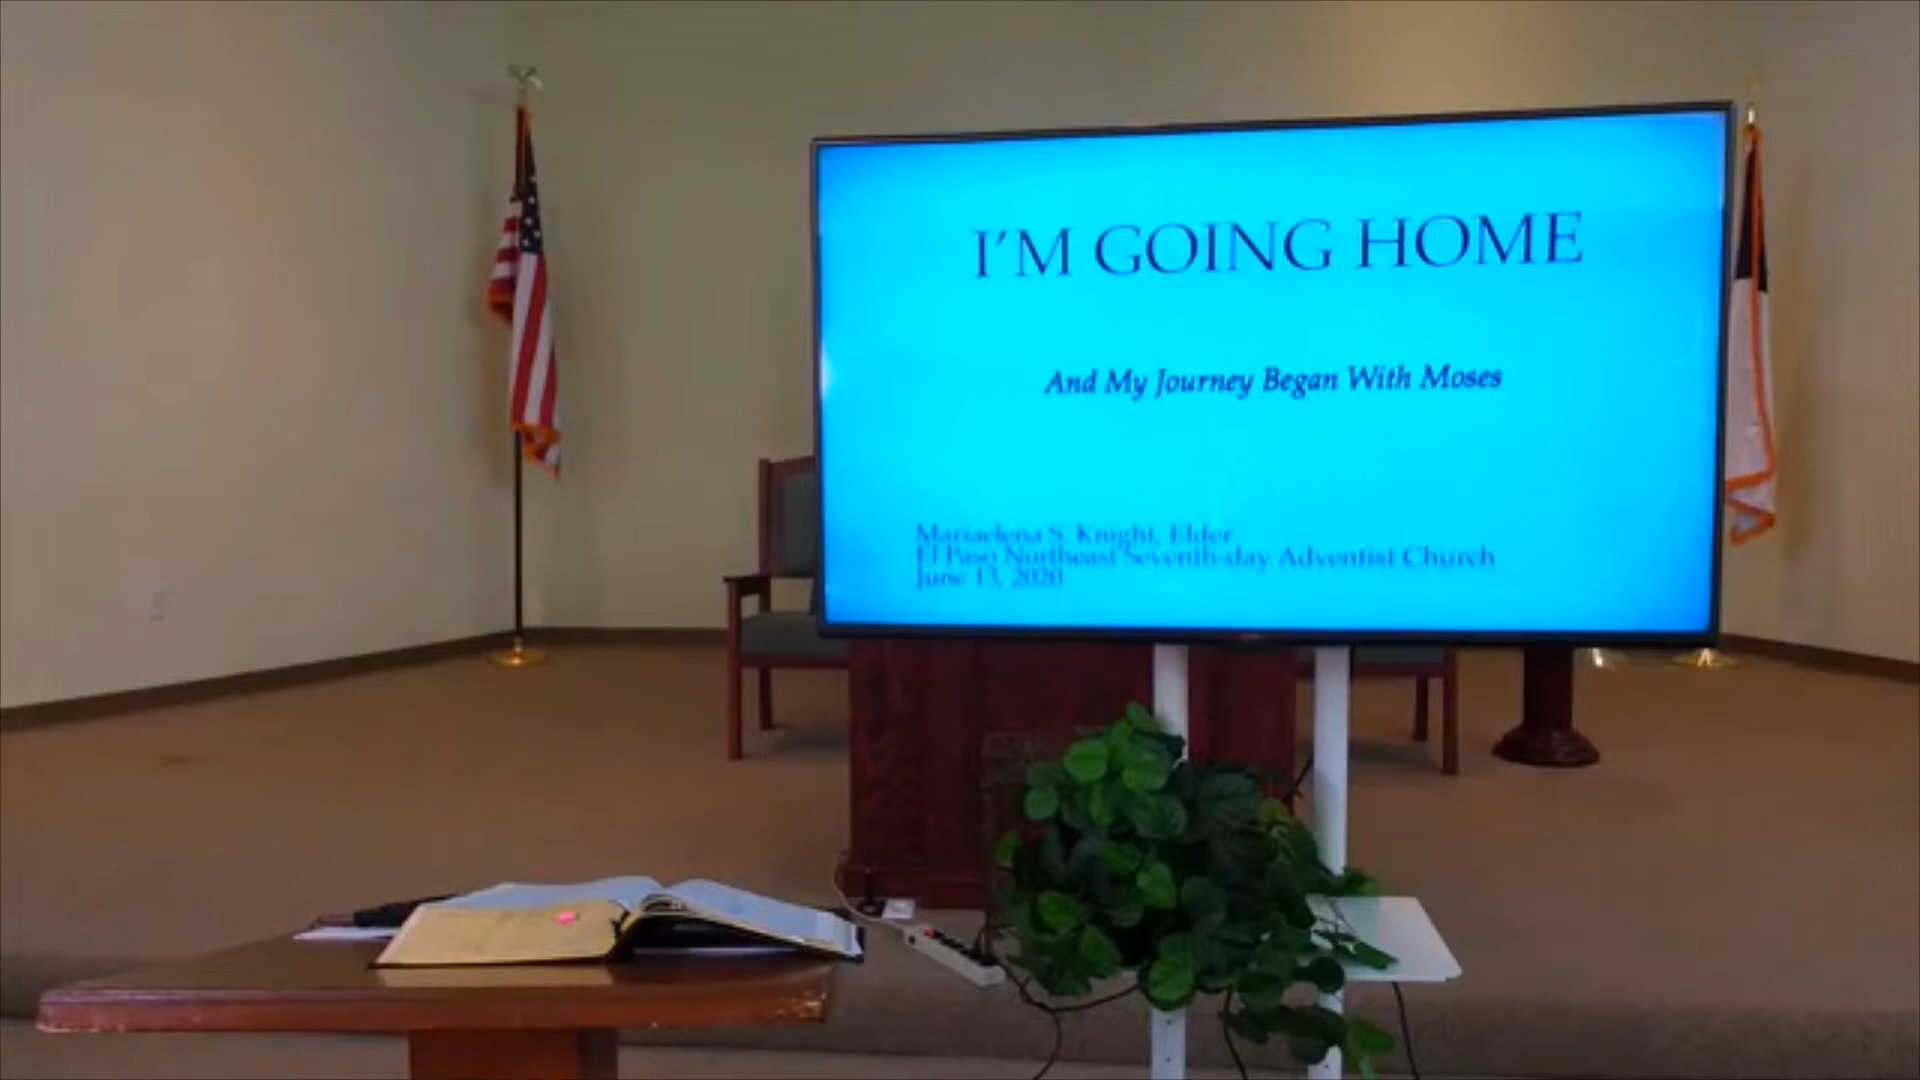 I'M GOING HOME
And My Journey Began With Moses
Mariaelena S. Knight, Elder
El Paso Northeast Seventh-day Adventist Church
June 13, 2020